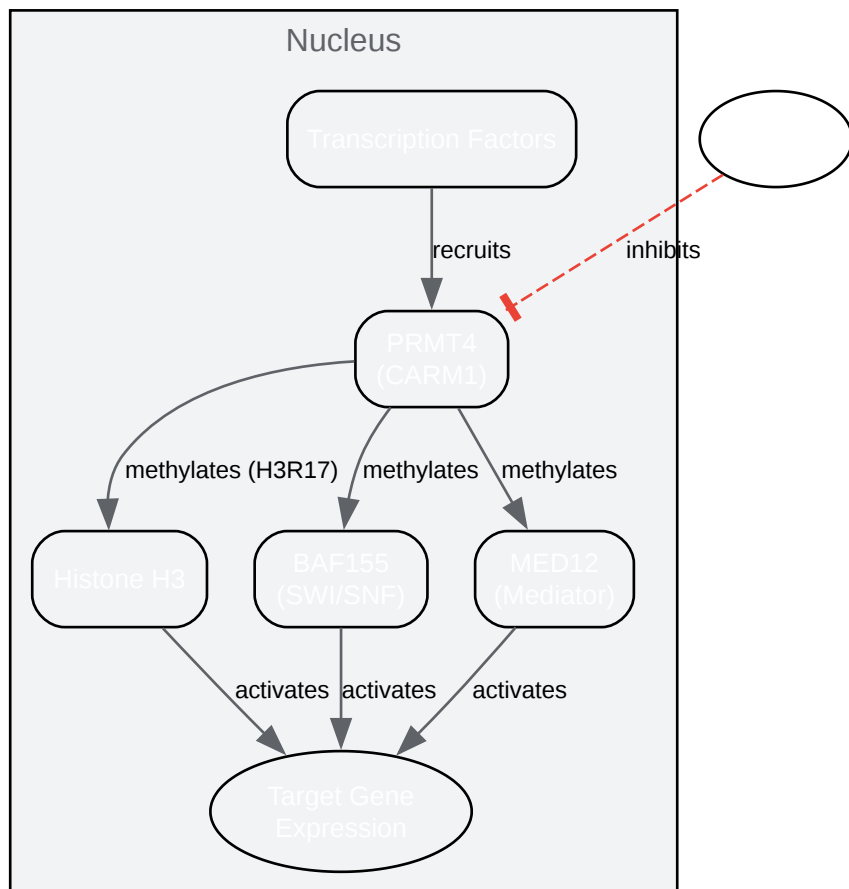 Nucleus
Transcription Factors
recruits
inhibits
PRMT4
(CARM1)
methylates (H3R17)
methylates
methylates
Histone H3
BAF155
(SWI/SNF)
MED12
(Mediator)
activates
activates
activates
Target Gene
Expression